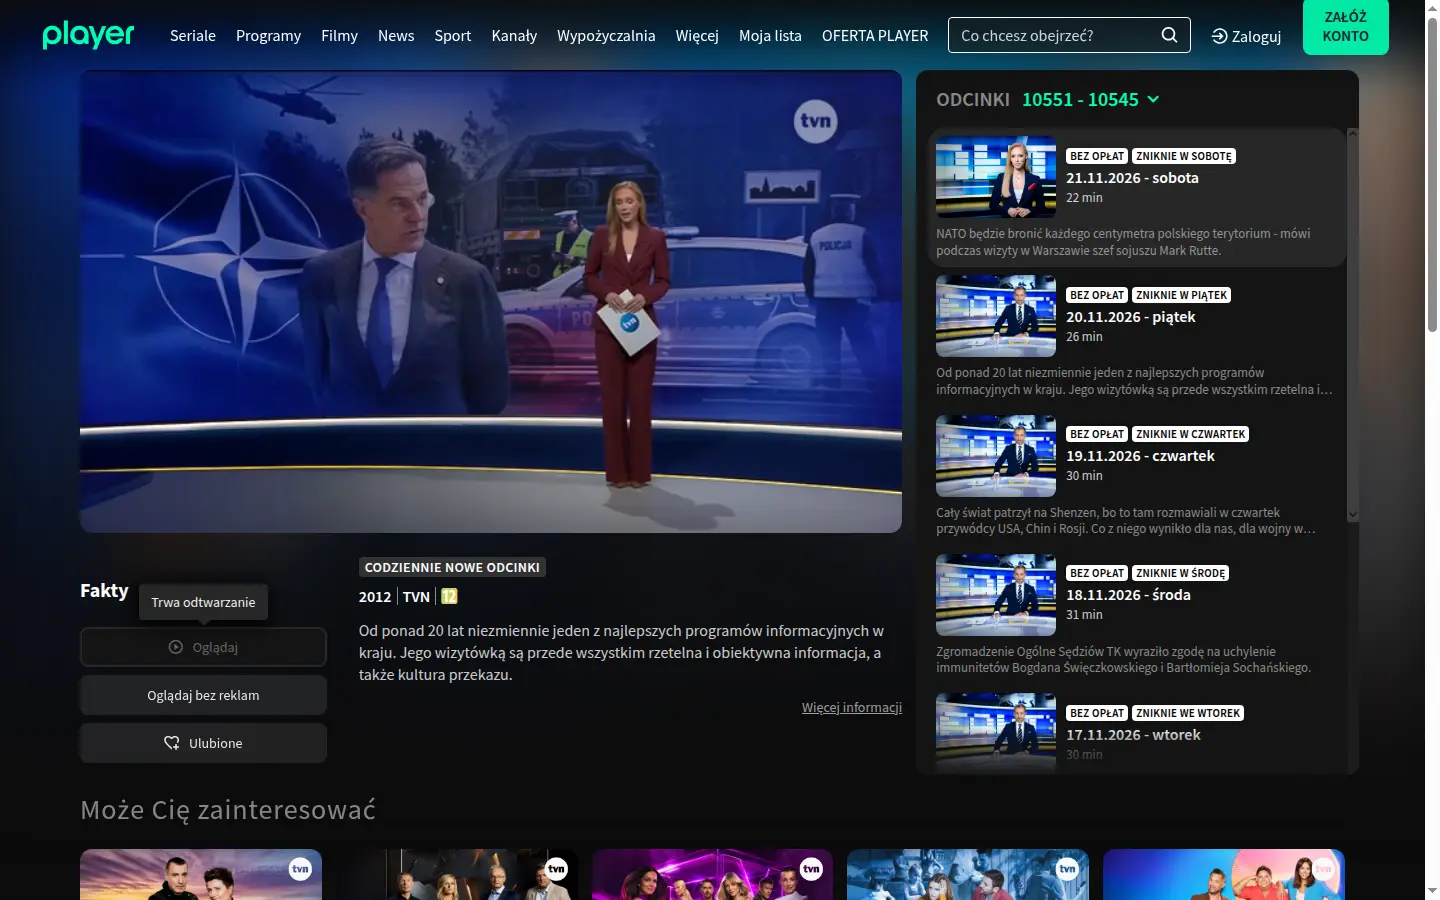 player
Seriale
Programy
Filmy
News
Sport
Kanały
Wypożyczalnia
Więcej
Moja lista
OFERTA PLAYER
Co chcesz obejrzeć?
Zaloguj
ZAŁÓŻ
KONTO
tvn
POLICJA
tvn
ODCINKI 10551 - 10545
BEZ OPŁAT ZNIKNIE W SOBOTĘ
21.11.2026 - sobota
22 min
NATO będzie bronić każdego centymetra polskiego terytorium - mówi
podczas wizyty w Warszawie szef sojuszu Mark Rutte.
BEZ OPŁAT ZNIKNIE W PIĄTEK
20.11.2026 - piątek
26 min
Od ponad 20 lat niezmiennie jeden z najlepszych programów
informacyjnych w kraju. Jego wizytówką są przede wszystkim rzetelna i…
BEZ OPŁAT ZNIKNIE W CZWARTEK
19.11.2026 - czwartek
30 min
Cały świat patrzył na Shenzen, bo to tam rozmawiali w czwartek
przywódcy USA, Chin i Rosji. Co z niego wynikło dla nas, dla wojny w…
BEZ OPŁAT ZNIKNIE W ŚRODĘ
18.11.2026 - środa
31 min
Zgromadzenie Ogólne Sędziów TK wyraziło zgodę na uchylenie
immunitetów Bogdana Święczkowskiego i Bartłomieja Sochańskiego.
BEZ OPŁAT ZNIKNIE WE WTOREK
17.11.2026 - wtorek
30 min
Fakty
Trwa odtwarzanie
Oglądaj
Oglądaj bez reklam
Ulubione
CODZIENNIE NOWE ODCINKI
2012 | TVN | 12
Od ponad 20 lat niezmiennie jeden z najlepszych programów informacyjnych w
kraju. Jego wizytówką są przede wszystkim rzetelna i obiektywna informacja, a
także kultura przekazu.
Więcej informacji
Może Cię zainteresować
tvn
tvn
tvn
tvn
tvn